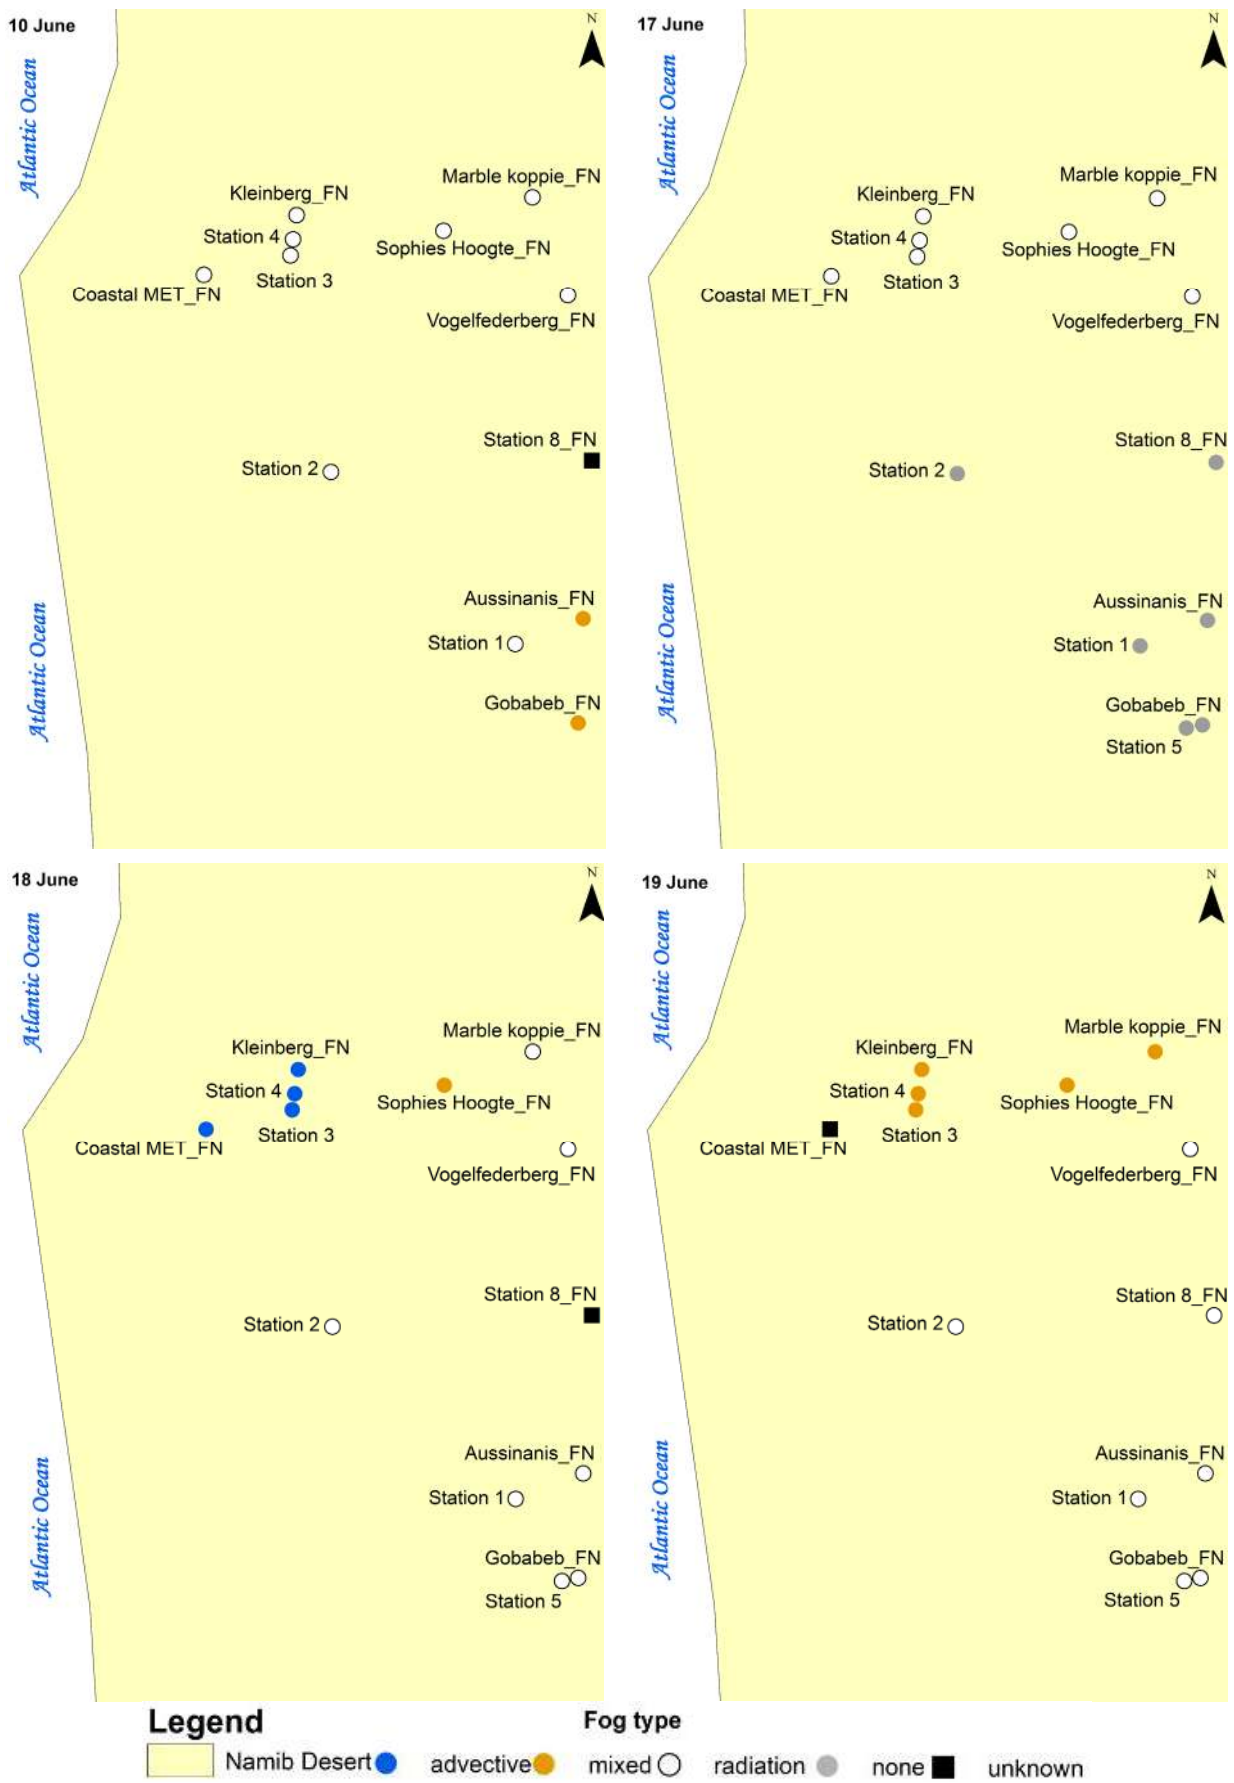 10 June
N
Atlantic Ocean
Marble koppie_FN
Kleinberg_FN
Station 4
Sophies Hoogte_FN
Station 3
Coastal MET_FN
Vogelfederberg_FN
Station 8_FN
Station 2
Aussinanis_FN
Atlantic Ocean
Station 1
Gobabeb_FN
17 June
N
Atlantic Ocean
Marble koppie_FN
Kleinberg_FN
Station 4
Sophies Hoogte_FN
Station 3
Coastal MET_FN
Vogelfederberg_FN
Station 8_FN
Station 2
Aussinanis_FN
Atlantic Ocean
Station 1
Gobabeb_FN
Station 5
18 June
N
Atlantic Ocean
Marble koppie_FN
Kleinberg_FN
Station 4
Sophies Hoogte_FN
Station 3
Coastal MET_FN
Vogelfederberg_FN
Station 8_FN
Station 2
Aussinanis_FN
Atlantic Ocean
Station 1
Gobabeb_FN
Station 5
19 June
N
Atlantic Ocean
Marble koppie_FN
Kleinberg_FN
Station 4
Sophies Hoogte_FN
Station 3
Coastal MET_FN
Vogelfederberg_FN
Station 8_FN
Station 2
Aussinanis_FN
Atlantic Ocean
Station 1
Gobabeb_FN
Station 5
Legend Fog type
Namib Desert advective mixed radiation none unknown